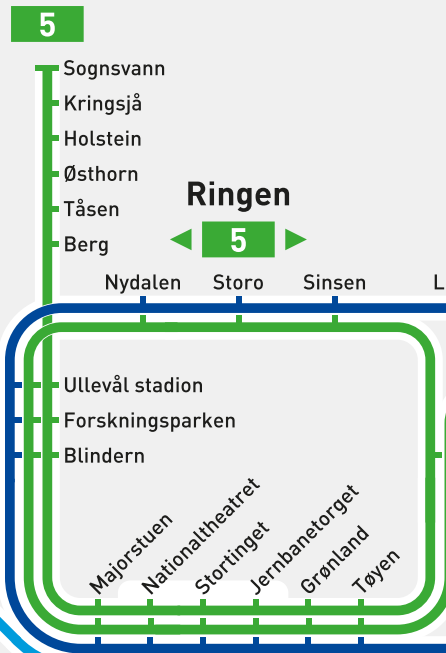 5
Sognsvann
Kringsjå
Holstein
Østhorn
Tåsen
Berg
Ringen
5
Nydalen
Storo
Sinsen
L
Ullevål stadion
Forskningsparken
Blindern
Majorstuen
Nationaltheatret
Stortinget
Jernbanetorget
Grønland
Tøyen